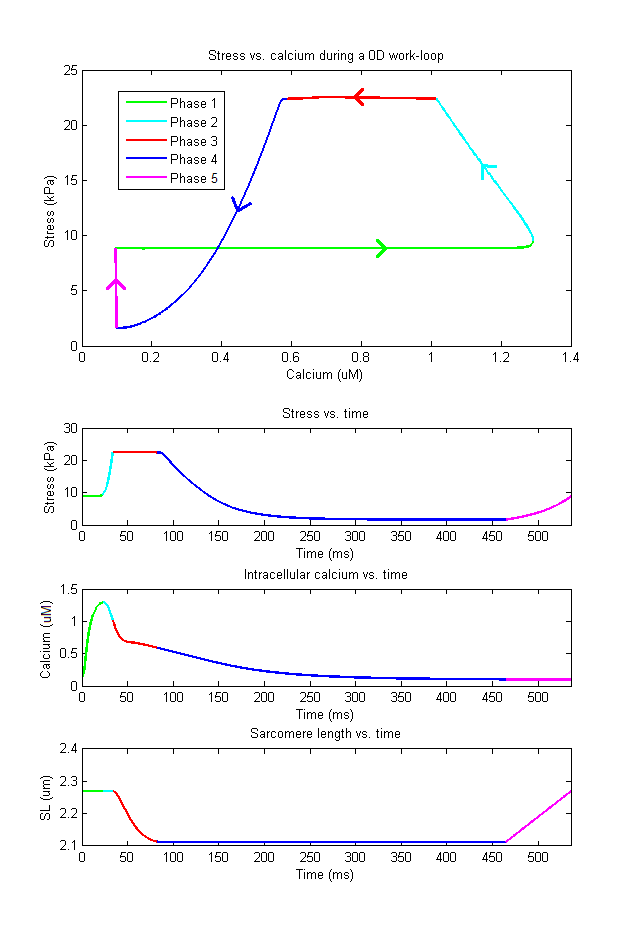 Stress vs. calcium during a 0D work-loop
Stress (kPa)
25
20
15
10
5
0
Phase 1
Phase 2
Phase 3
Phase 4
Phase 5
0 0.2 0.4 0.6 0.8 1 1.2 1.4
Calcium (uM)
Stress vs. time
Stress (kPa)
30
20
10
0
0 50 100 150 200 250 300 350 400 450 500
Time (ms)
Intracellular calcium vs. time
Calcium (uM)
1.5
1
0.5
0
0 50 100 150 200 250 300 350 400 450 500
Time (ms)
Sarcomere length vs. time
SL (um)
2.4
2.3
2.2
2.1
0 50 100 150 200 250 300 350 400 450 500
Time (ms)